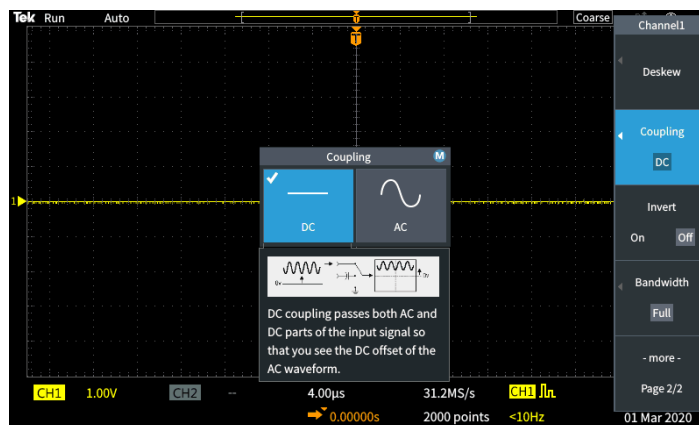 Tek Run Auto Coarse
T
T
Channel1
Deskew
Coupling
DC
Invert
On Off
Bandwidth
Full
- more -
Page 2/2
1
Coupling M
DC AC
0v 0v
DC coupling passes both AC and
DC parts of the input signal so
that you see the DC offset of the
AC waveform.
CH1 1.00V CH2 -- 4.00µs 31.2MS/s CH1
0.00000s 2000 points <10Hz 01 Mar 2020